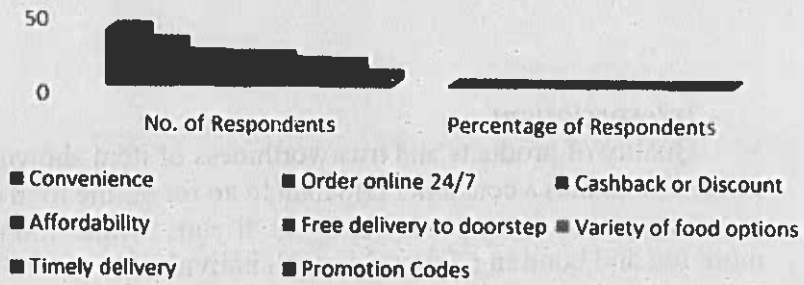 50
0
No. of Respondents Percentage of Respondents
■ Convenience ■ Order online 24/7 ■ Cashback or Discount
■ Affordability ■ Free delivery to doorstep ■ Variety of food options
■ Timely delivery ■ Promotion Codes